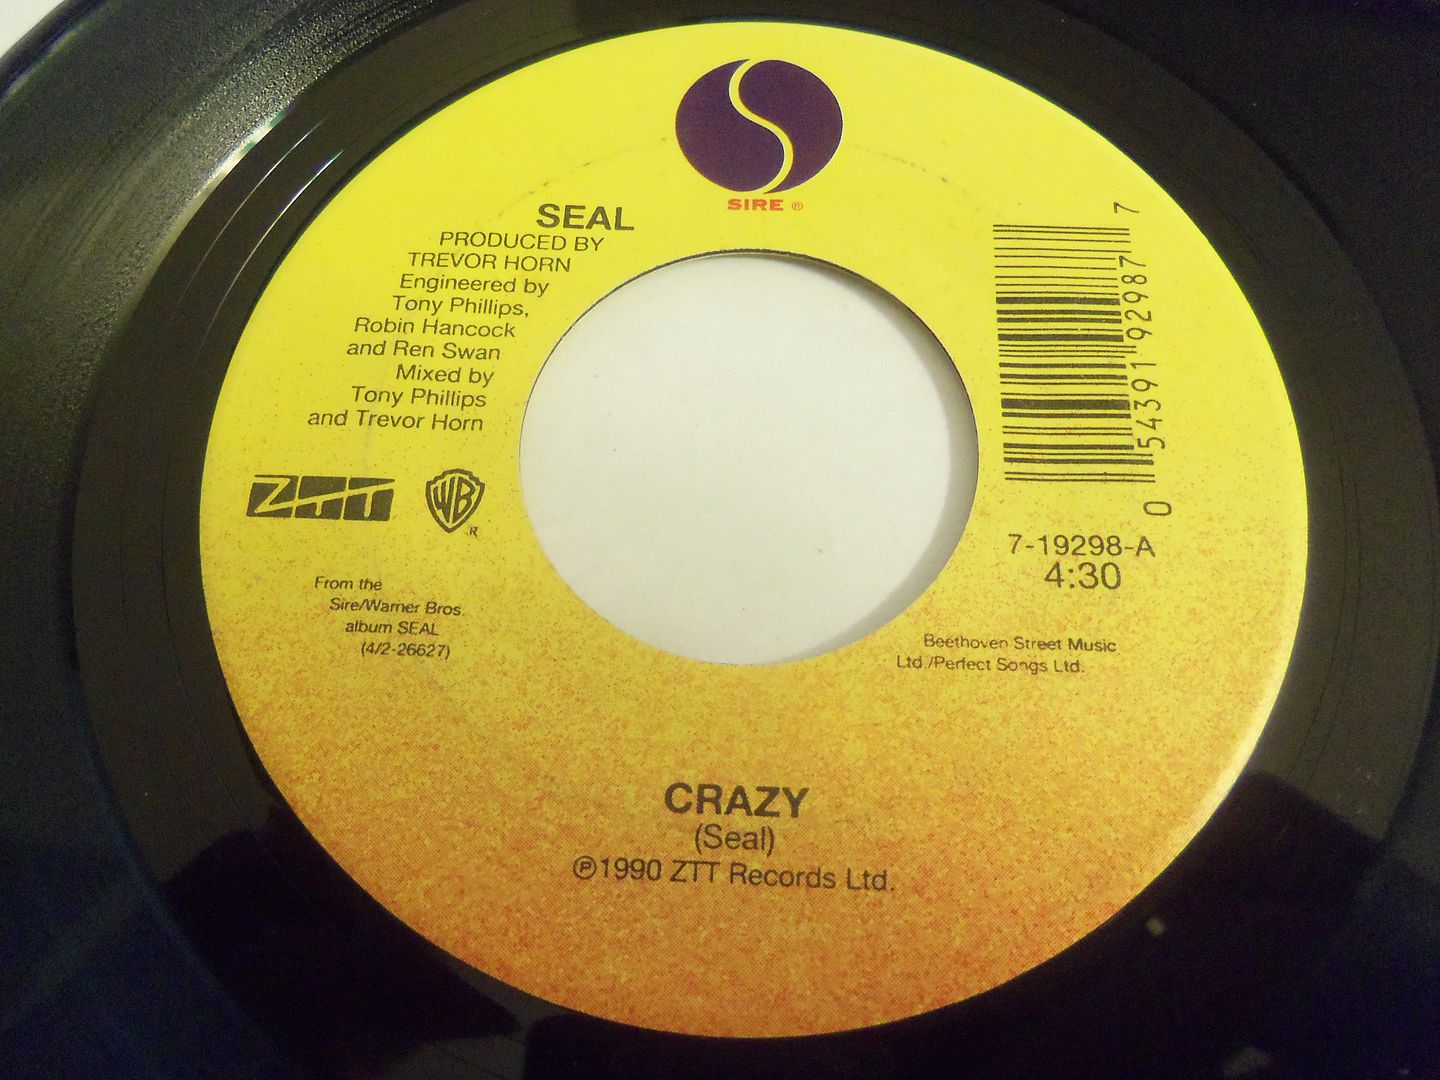 SIRE ®
SEAL
PRODUCED BY
TREVOR HORN
Engineered by
Tony Phillips,
Robin Hancock
and Ren Swan
Mixed by
Tony Phillips
and Trevor Horn
ZTT
WB
R
From the
Sire/Warner Bros.
album SEAL
(4/2-26627)
0 54391 92987 7
7-19298-A
4:30
Beethoven Street Music
Ltd./Perfect Songs Ltd.
CRAZY
(Seal)
℗1990 ZTT Records Ltd.